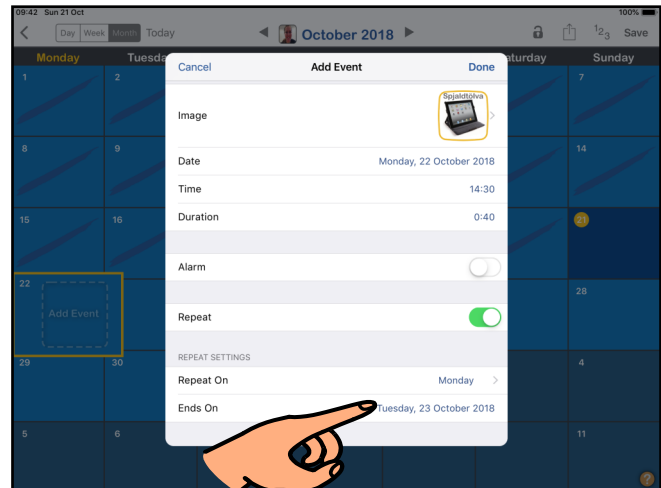 09:42 Sun 21 Oct 100%
Day Week Month Today October 2018 123 Save
Monday Tuesda turday Sunday
Cancel Add Event Done
1 2 7
Spjaldtölva
Image
8 9 14
Date Monday, 22 October 2018
Time 14:30
15 16 21
Duration 0:40
Alarm
22 28
Add Event
Repeat
REPEAT SETTINGS
29 30 4
Repeat On Monday
Ends On Tuesday, 23 October 2018
5 6 11
?